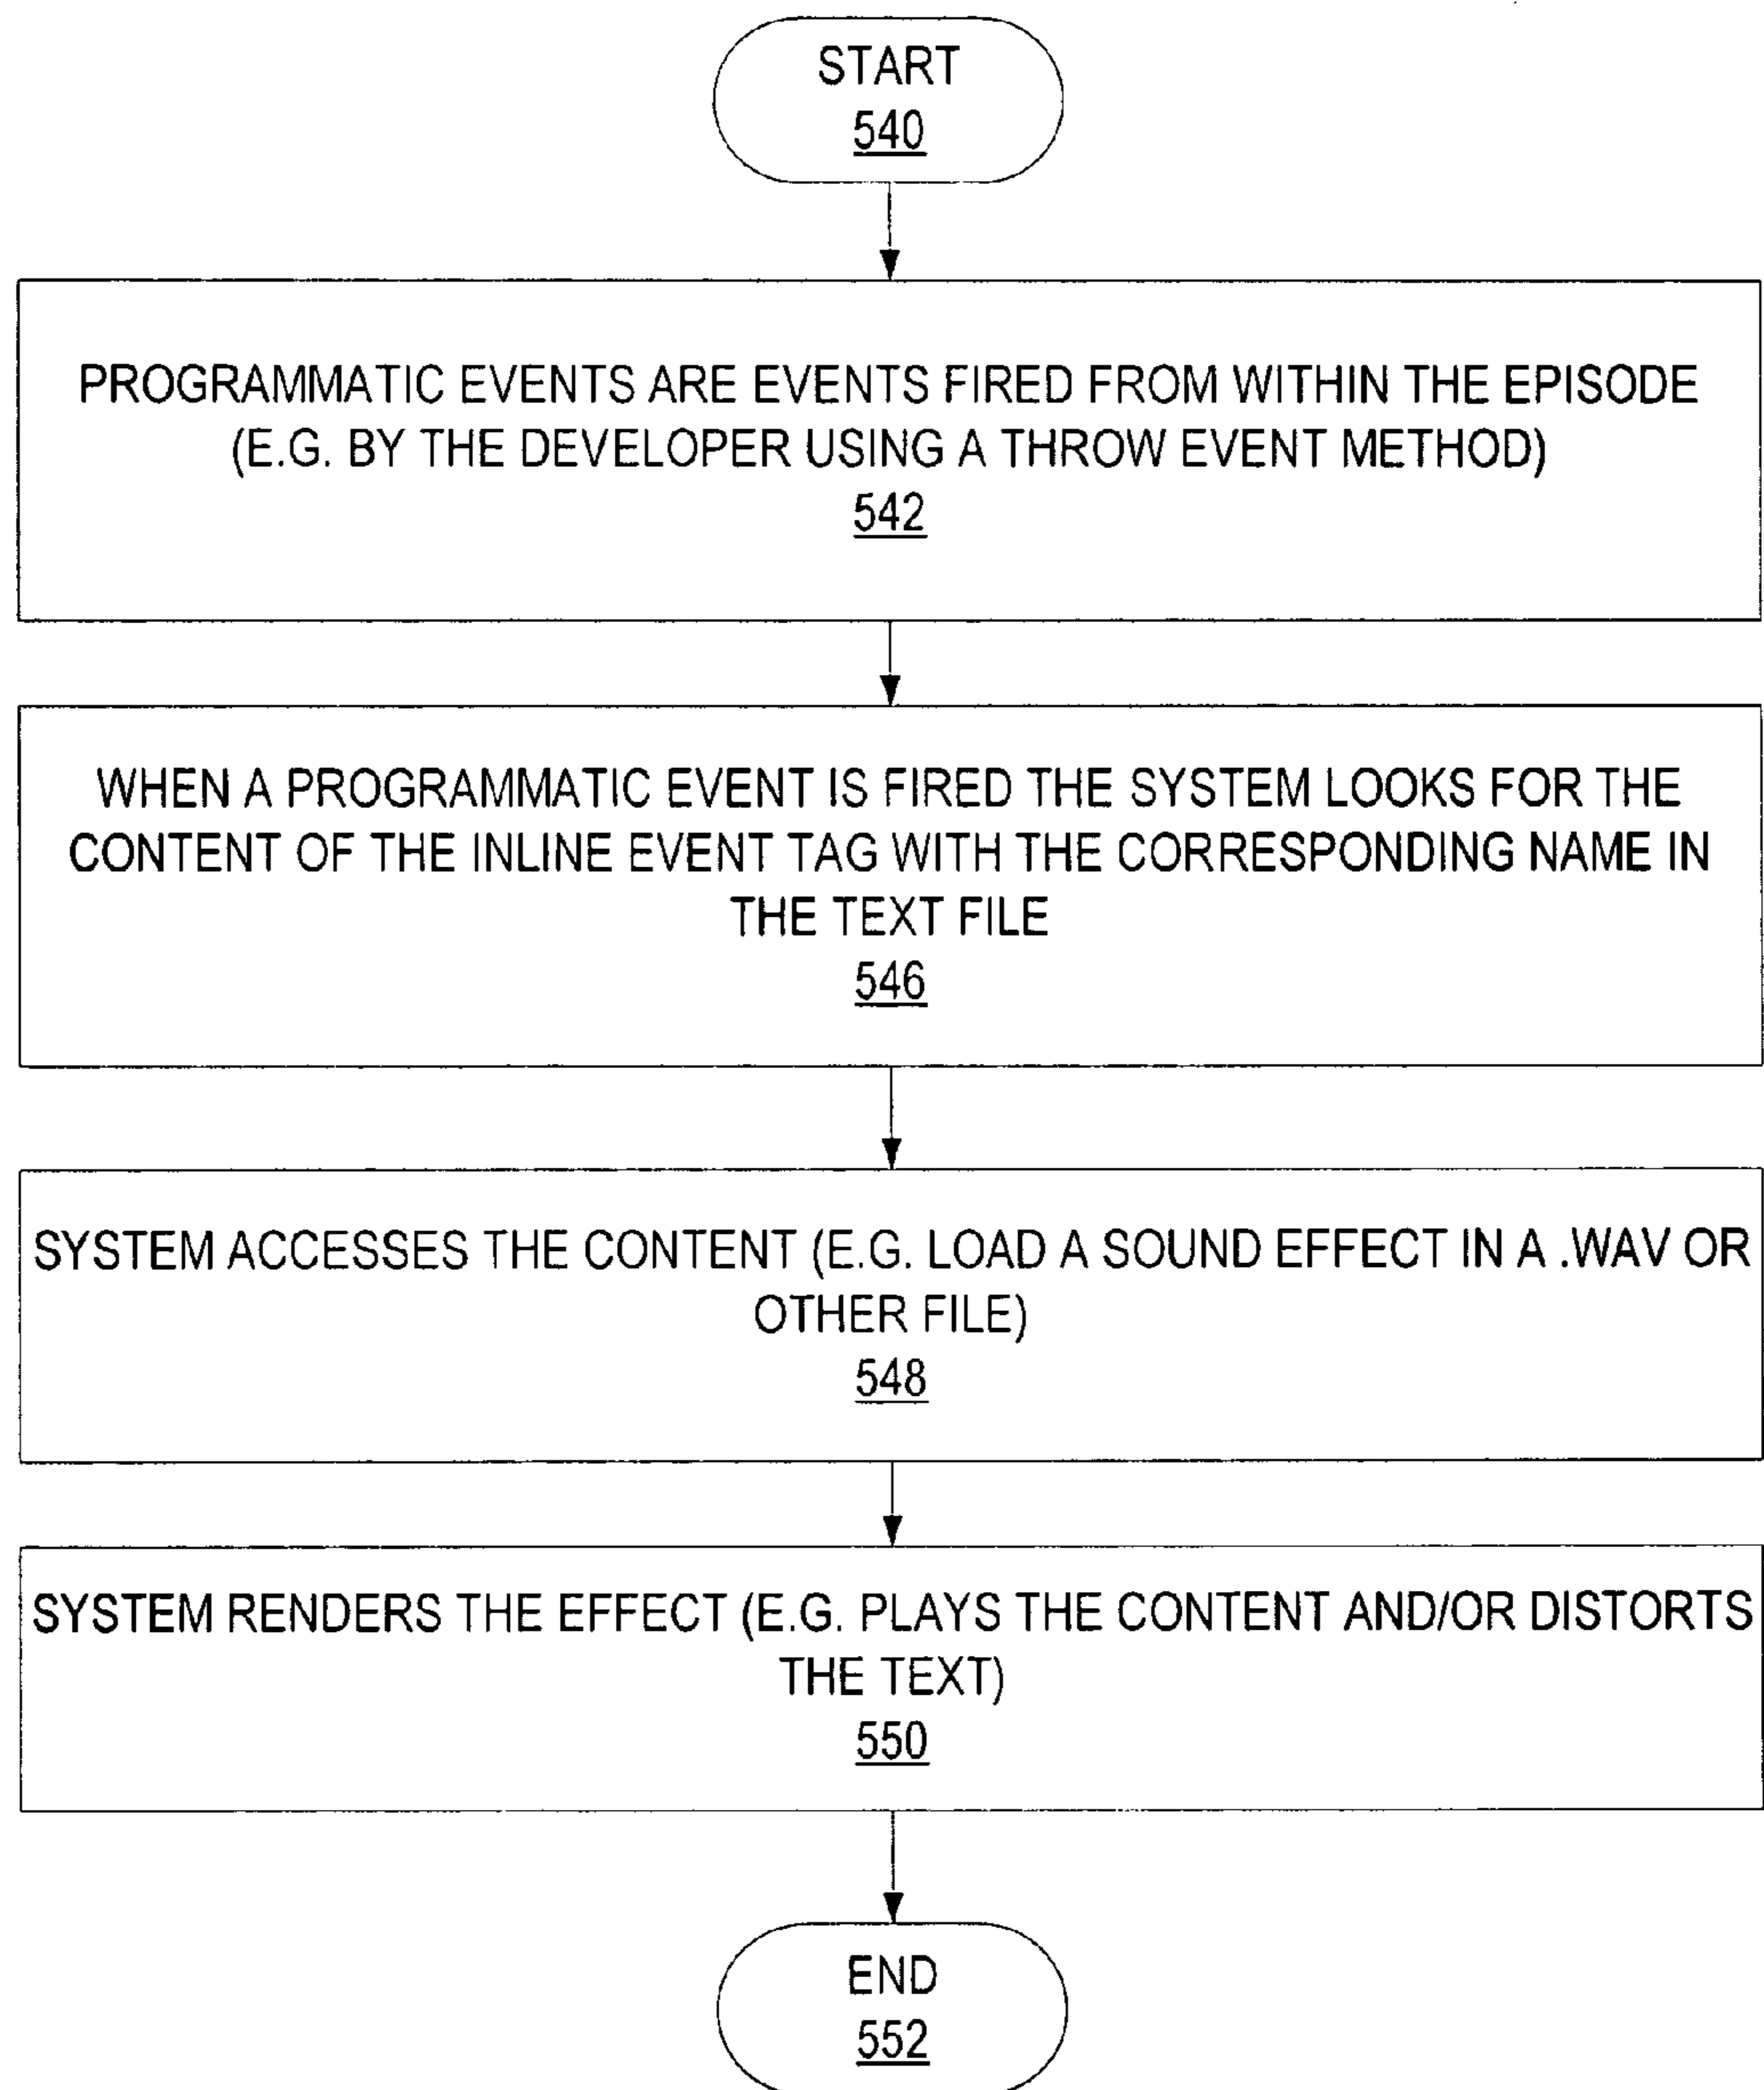 START
540
PROGRAMMATIC EVENTS ARE EVENTS FIRED FROM WITHIN THE EPISODE
(E.G. BY THE DEVELOPER USING A THROW EVENT METHOD)
542
WHEN A PROGRAMMATIC EVENT IS FIRED THE SYSTEM LOOKS FOR THE
CONTENT OF THE INLINE EVENT TAG WITH THE CORRESPONDING NAME IN
THE TEXT FILE
546
SYSTEM ACCESSES THE CONTENT (E.G. LOAD A SOUND EFFECT IN A .WAV OR
OTHER FILE)
548
SYSTEM RENDERS THE EFFECT (E.G. PLAYS THE CONTENT AND/OR DISTORTS
THE TEXT)
550
END
552